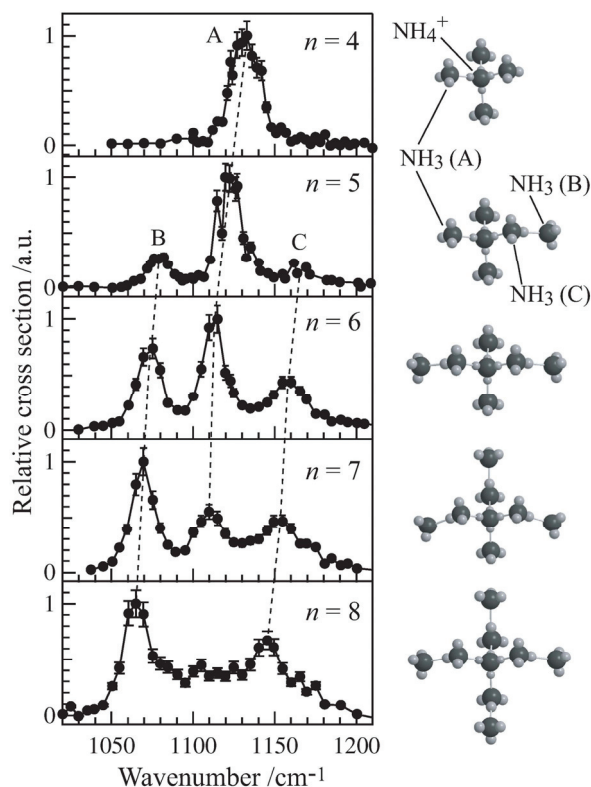 A
n = 4
1
0
NH4+
NH3 (A)
n = 5
1
B
C
0
NH3 (B)
NH3 (C)
n = 6
1
0
n = 7
1
0
n = 8
1
0
Relative cross section /a.u.
1050 1100 1150 1200
Wavenumber /cm-1